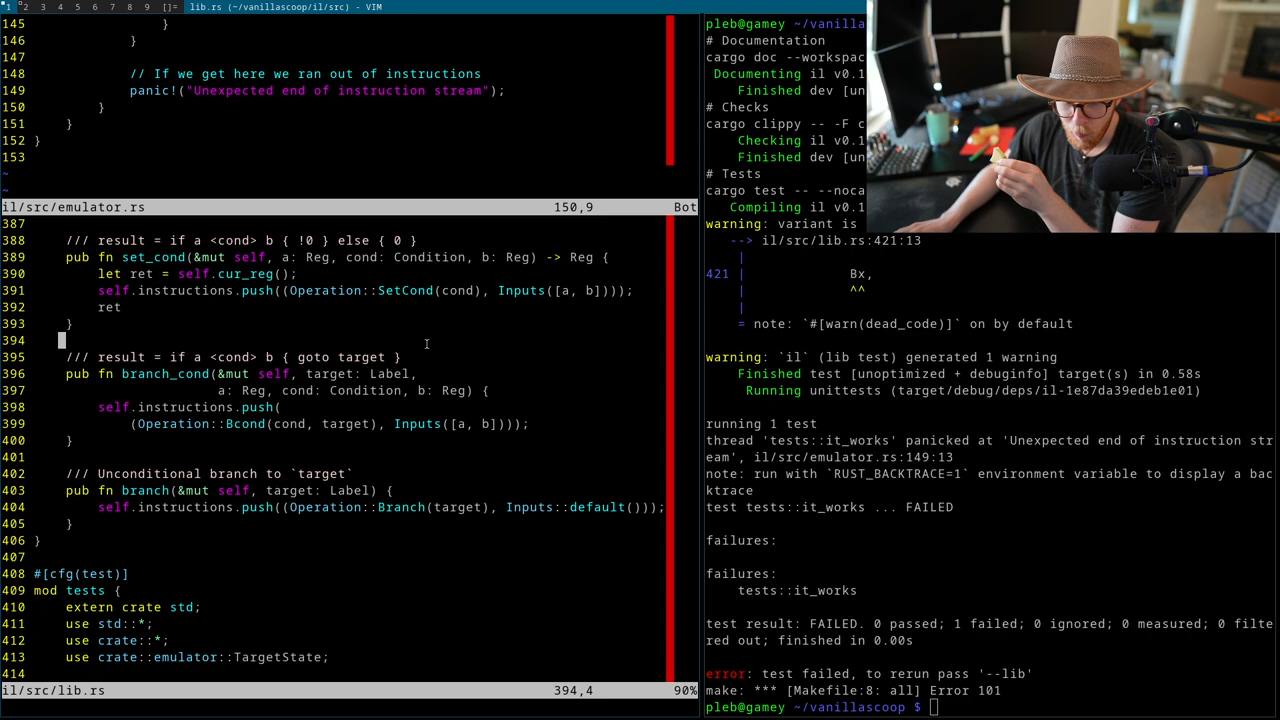 1 2 3 4 5 6 7 8 9 []= lib.rs (~/vanillascoop/il/src) - VIM
145 }
146 }
147
148 // If we get here we ran out of instructions
149 panic!("Unexpected end of instruction stream");
150 }
151 }
152 }
153
~
~
il/src/emulator.rs 150,9 Bot
387
388 /// result = if a <cond> b { !0 } else { 0 }
389 pub fn set_cond(&mut self, a: Reg, cond: Condition, b: Reg) -> Reg {
390 let ret = self.cur_reg();
391 self.instructions.push((Operation::SetCond(cond), Inputs([a, b])));
392 ret
393 }
394
395 /// result = if a <cond> b { goto target }
396 pub fn branch_cond(&mut self, target: Label,
397 a: Reg, cond: Condition, b: Reg) {
398 self.instructions.push(
399 (Operation::Bcond(cond, target), Inputs([a, b])));
400 }
401
402 /// Unconditional branch to `target`
403 pub fn branch(&mut self, target: Label) {
404 self.instructions.push((Operation::Branch(target), Inputs::default()));
405 }
406 }
407
408 #[cfg(test)]
409 mod tests {
410 extern crate std;
411 use std::*;
412 use crate::*;
413 use crate::emulator::TargetState;
414
il/src/lib.rs 394,4 90%
pleb@gamey ~/vanilla
# Documentation
cargo doc --workspac
Documenting il v0.1
Finished dev [un
# Checks
cargo clippy -- -F c
Checking il v0.1
Finished dev [un
# Tests
cargo test -- --noca
Compiling il v0.1
warning: variant is
--> il/src/lib.rs:421:13
|
421 | Bx,
| ^^
|
= note: `#[warn(dead_code)]` on by default
warning: `il` (lib test) generated 1 warning
Finished test [unoptimized + debuginfo] target(s) in 0.58s
Running unittests (target/debug/deps/il-1e87da39edeb1e01)
running 1 test
thread 'tests::it_works' panicked at 'Unexpected end of instruction str
eam', il/src/emulator.rs:149:13
note: run with `RUST_BACKTRACE=1` environment variable to display a bac
ktrace
test tests::it_works ... FAILED
failures:
failures:
tests::it_works
test result: FAILED. 0 passed; 1 failed; 0 ignored; 0 measured; 0 filte
red out; finished in 0.00s
error: test failed, to rerun pass '--lib'
make: *** [Makefile:8: all] Error 101
pleb@gamey ~/vanillascoop $